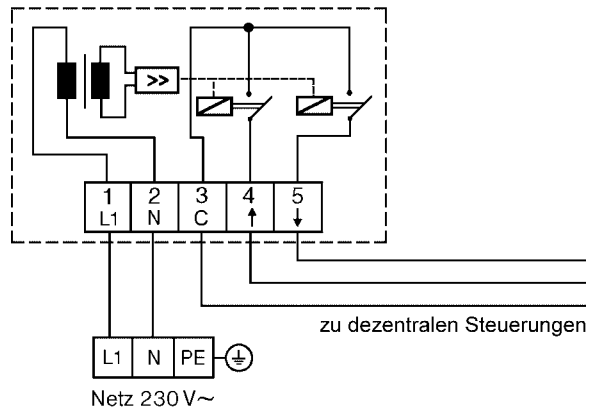 >>
1 2 3 4 5
L1 N C ↑ ↓
zu dezentralen Steuerungen
L1 N PE
Netz 230 V~